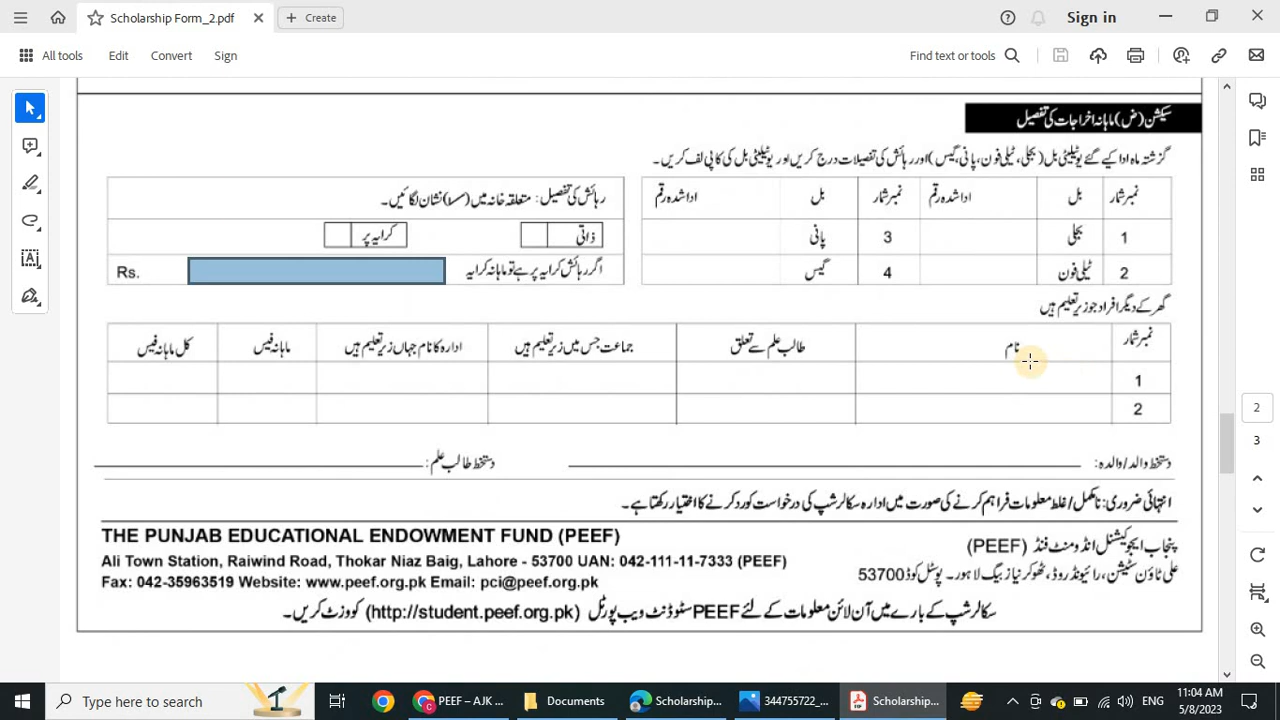 Scholarship Form_2.pdf
Create
Sign in
All tools
Edit
Convert
Sign
Find text or tools
سیکشن (ض) ماہانہ اخراجات کی تفصیل
گزشتہ ماہ ادا کیے گئے یوٹیلیٹی بل (بجلی، ٹیلی فون، پانی، گیس) اور رہائش کی تفصیلات درج کریں اور یوٹیلیٹی بل کی کاپی لف کریں۔
نمبر شمار بل ادا شدہ رقم نمبر شمار بل ادا شدہ رقم
1 بجلی 3 پانی
2 ٹیلی فون 4 گیس
رہائش کی تفصیل: متعلقہ خانہ میں (✓) نشان لگائیں۔
ذاتی کرایہ پر
اگر رہائش کرایہ پر ہے تو ماہانہ کرایہ Rs.
گھر کے دیگر افراد جو زیر تعلیم ہیں
نمبر شمار نام طالب علم سے تعلق جماعت جس میں زیر تعلیم ہیں ادارہ کا نام جہاں زیر تعلیم ہیں ماہانہ فیس کل ماہانہ فیس
1
2
دستخط والد/والدہ: دستخط طالب علم:
انتہائی ضروری: نامکمل/غلط معلومات فراہم کرنے کی صورت میں ادارہ سکالرشپ کی درخواست کو رد کرنے کا اختیار رکھتا ہے۔
THE PUNJAB EDUCATIONAL ENDOWMENT FUND (PEEF)
Ali Town Station, Raiwind Road, Thokar Niaz Baig, Lahore - 53700 UAN: 042-111-11-7333 (PEEF)
Fax: 042-35963519 Website: www.peef.org.pk Email: pci@peef.org.pk
پنجاب ایجوکیشنل انڈومنٹ فنڈ (PEEF)
علی ٹاؤن سٹیشن، رائیونڈ روڈ، ٹھوکر نیاز بیگ لاہور۔ پوسٹل کوڈ 53700
سکالرشپ کے بارے میں آن لائن معلومات کے لئے PEEF سٹوڈنٹ ویب پورٹل (http://student.peef.org.pk) کو وزٹ کریں۔
2
3
Type here to search
PEEF – AJK ...
Documents
Scholarship...
344755722_...
Scholarship...
ENG
11:04 AM
5/8/2023